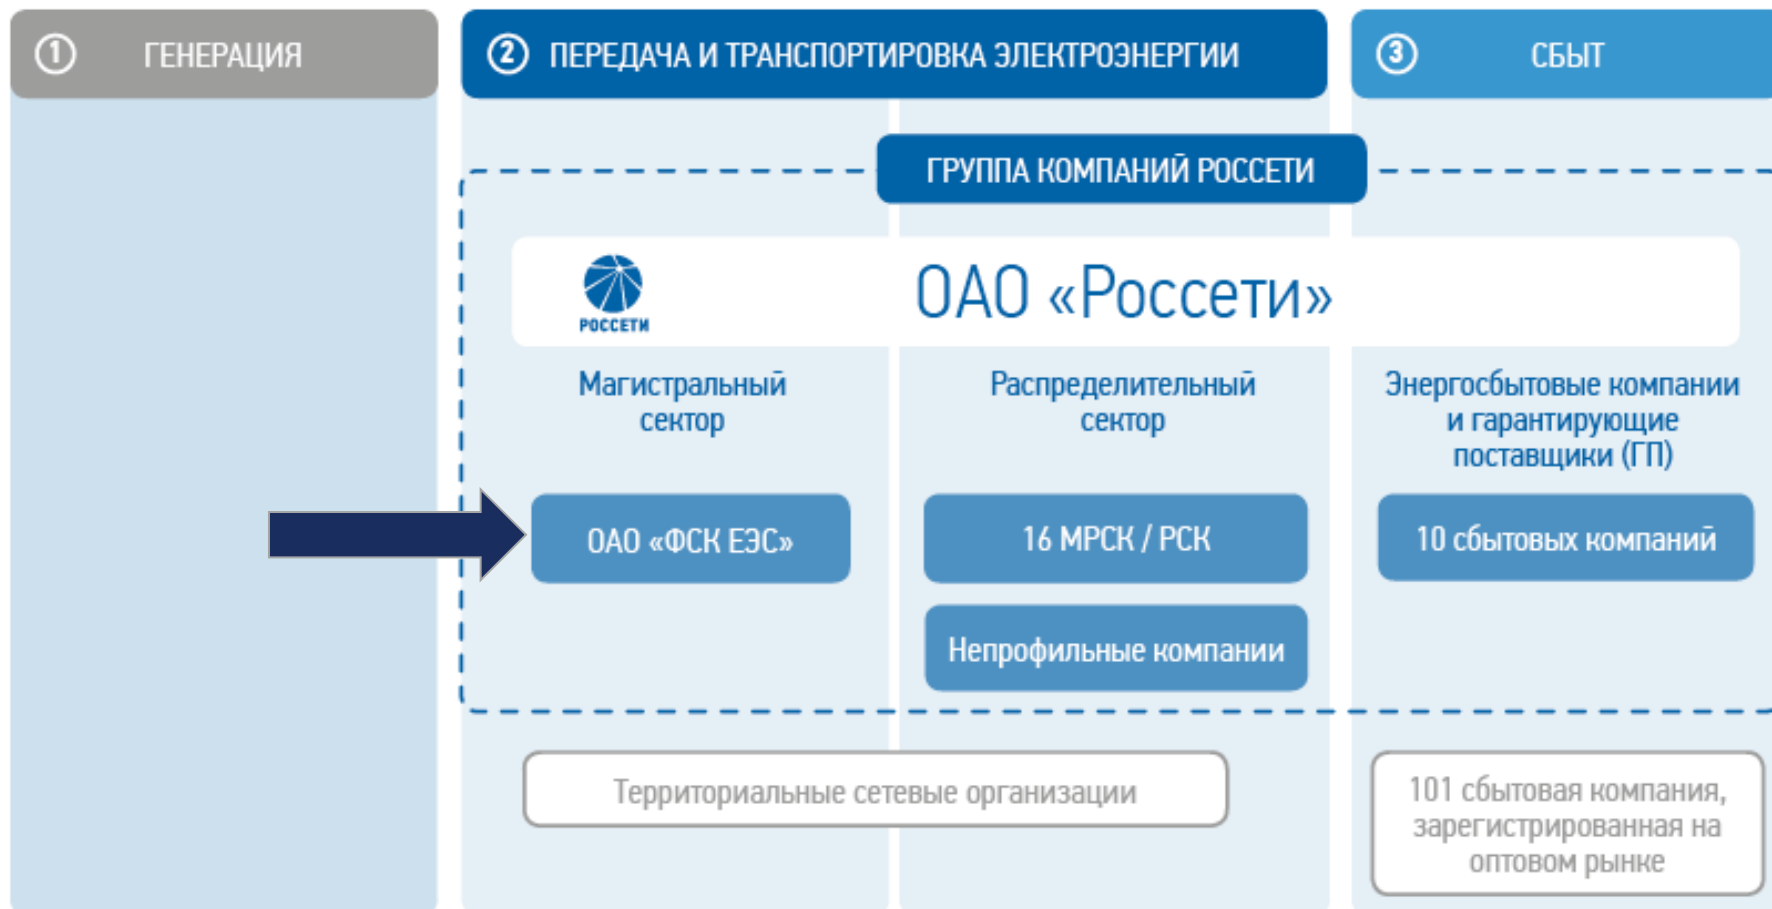 1 ГЕНЕРАЦИЯ
2 ПЕРЕДАЧА И ТРАНСПОРТИРОВКА ЭЛЕКТРОЭНЕРГИИ
3 СБЫТ
ГРУППА КОМПАНИЙ РОССЕТИ
РОССЕТИ
ОАО «Россети»
Магистральный
сектор
ОАО «ФСК ЕЭС»
Распределительный
сектор
16 МРСК / РСК
Непрофильные компании
Энергосбытовые компании
и гарантирующие
поставщики (ГП)
10 сбытовых компаний
Территориальные сетевые организации
101 сбытовая компания,
зарегистрированная на
оптовом рынке